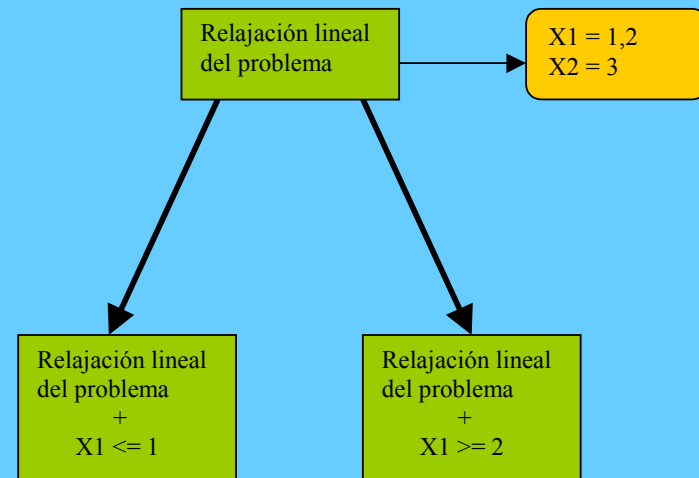 Relajación lineal
del problema
X1 = 1,2
X2 = 3
Relajación lineal
del problema
+
X1 <= 1
Relajación lineal
del problema
+
X1 >= 2